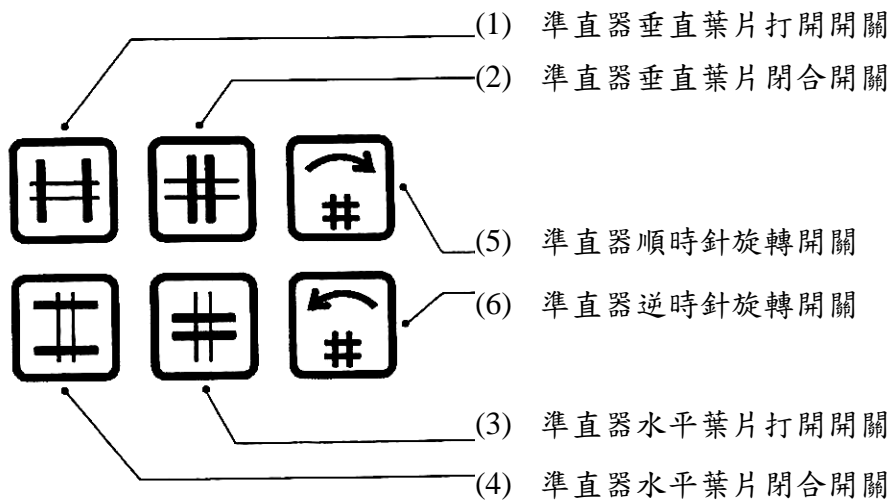 (1) 準直器垂直葉片打開開關
(2) 準直器垂直葉片閉合開關
(5) 準直器順時針旋轉開關
(6) 準直器逆時針旋轉開關
(3) 準直器水平葉片打開開關
(4) 準直器水平葉片閉合開關